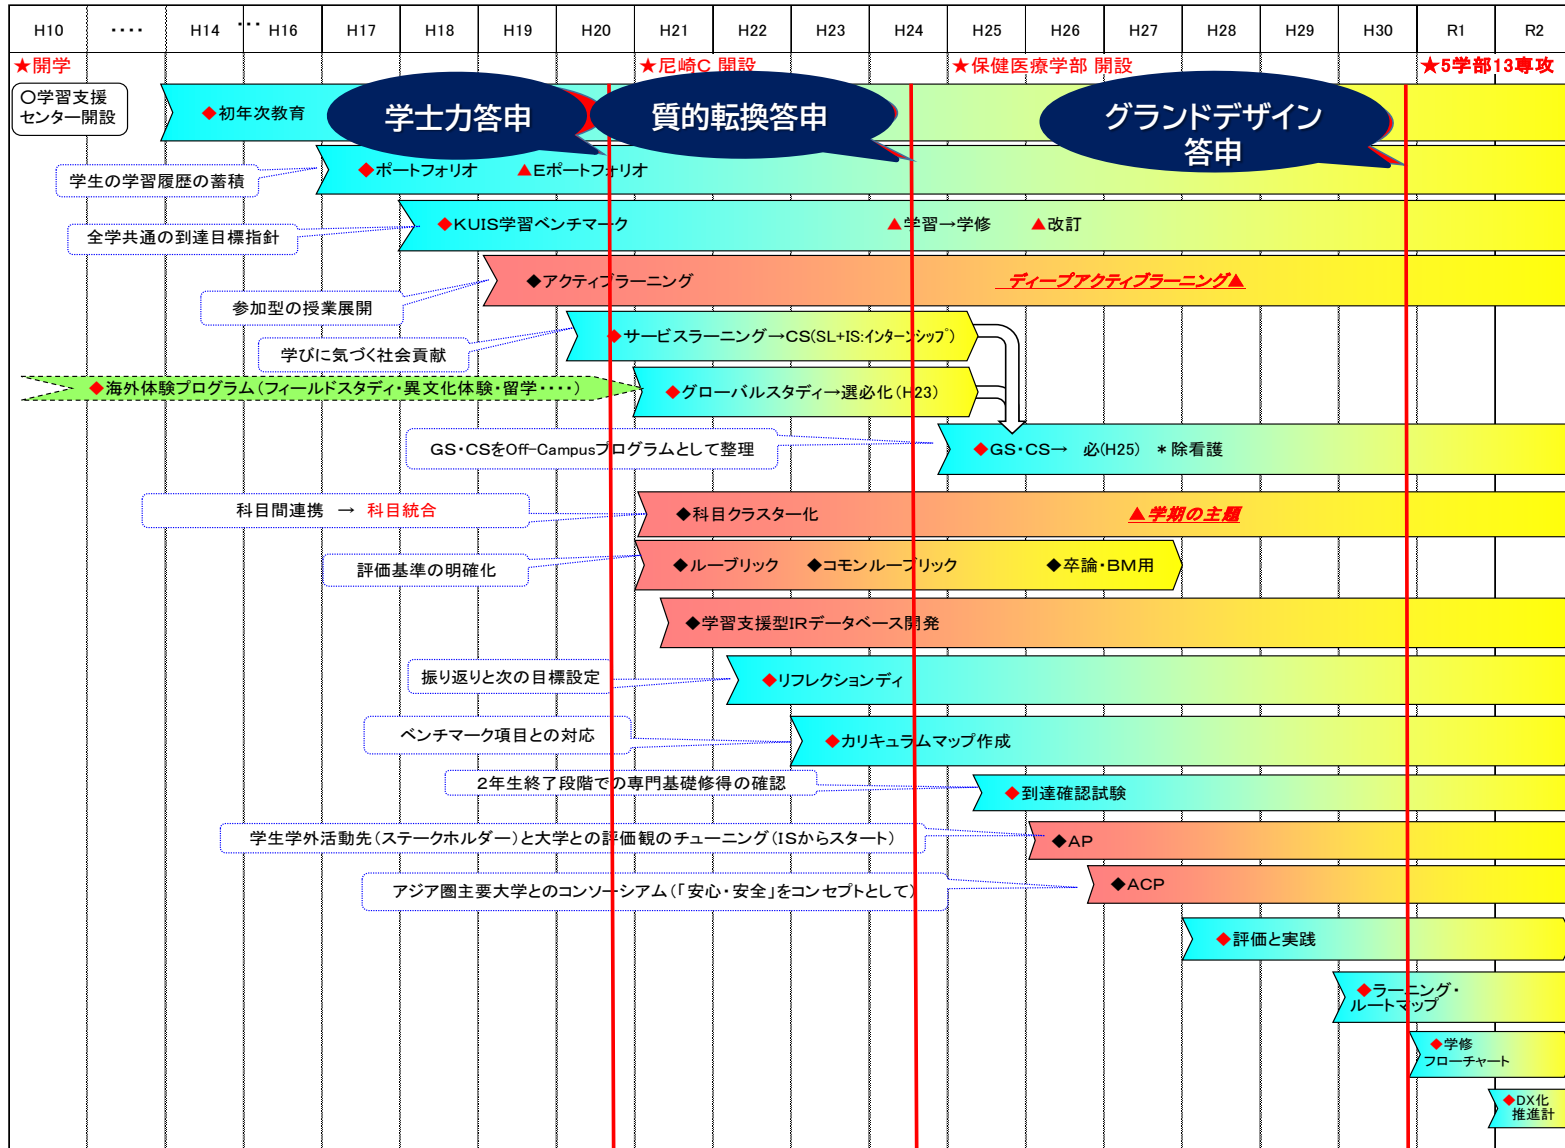 H10
‥‥
H14
…
H16
H17
H18
H19
H20
H21
H22
H23
H24
H25
H26
H27
H28
H29
H30
R1
R2
★開学
★尼崎C 開設
★保健医療学部 開設
★5学部13専攻
○学習支援
センター開設
◆初年次教育
学士力答申
質的転換答申
グランドデザイン
答申
学生の学習履歴の蓄積
◆ポートフォリオ
▲Eポートフォリオ
全学共通の到達目標指針
◆KUIS学習ベンチマーク
▲学習→学修
▲改訂
参加型の授業展開
◆アクティブラーニング
ディープアクティブラーニング▲
学びに気づく社会貢献
◆サービスラーニング→CS(SL+IS:インターンシップ)
◆海外体験プログラム(フィールドスタディ・異文化体験・留学‥‥)
◆グローバルスタディ→選必化(H23)
GS・CSをOff-Campusプログラムとして整理
◆GS・CS→ 必(H25) *除看護
科目間連携 → 科目統合
◆科目クラスター化
▲学期の主題
評価基準の明確化
◆ルーブリック
◆コモンルーブリック
◆卒論・BM用
◆学習支援型IRデータベース開発
振り返りと次の目標設定
◆リフレクションディ
ベンチマーク項目との対応
◆カリキュラムマップ作成
2年生終了段階での専門基礎修得の確認
◆到達確認試験
学生学外活動先(ステークホルダー)と大学との評価観のチューニング(ISからスタート)
◆AP
アジア圏主要大学とのコンソーシアム(「安心・安全」をコンセプトとして)
◆ACP
◆評価と実践
◆ラーニング・
ルートマップ
◆学修
フローチャート
◆DX化
推進計